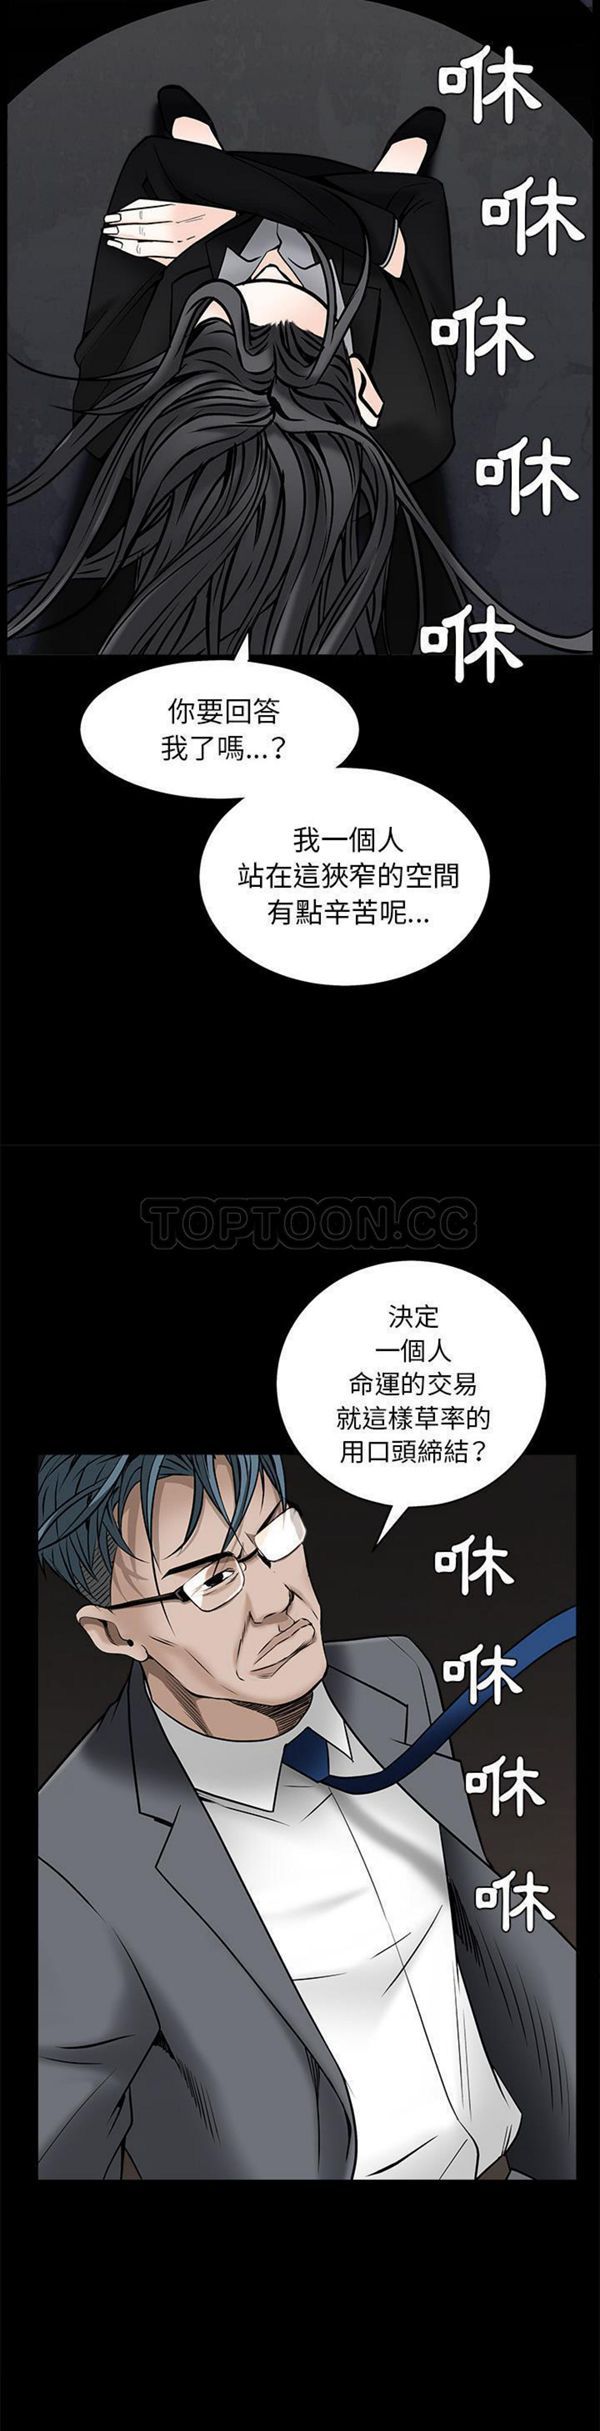 咻
咻
咻
咻
咻
你要回答
我了嗎...?
我一個人
站在這狹窄的空間
有點辛苦呢...
TOPTOON.CC
決定
一個人
命運的交易
就這樣草率的
用口頭締結?
咻
咻
咻
咻